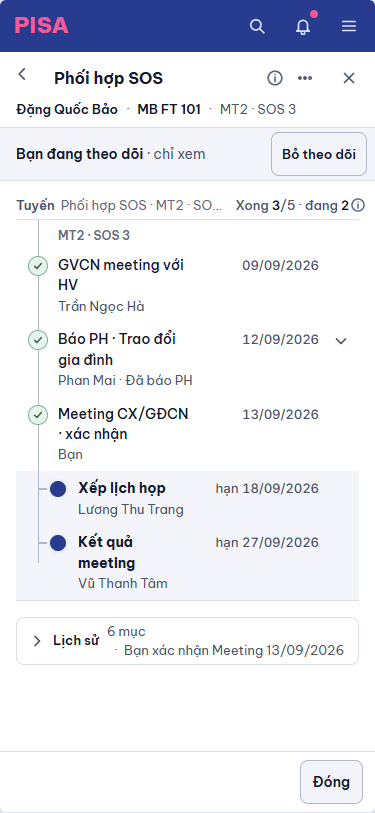 PISA
Phối hợp SOS
Đặng Quốc Bảo · MB FT 101 · MT2 · SOS 3
Bạn đang theo dõi · chỉ xem
Bỏ theo dõi
Tuyến Phối hợp SOS · MT2 · SO... Xong 3/5 · đang 2
MT2 · SOS 3
GVCN meeting với 09/09/2026
HV
Trần Ngọc Hà
Báo PH · Trao đổi 12/09/2026
gia đình
Phan Mai · Đã báo PH
Meeting CX/GĐCN 13/09/2026
· xác nhận
Bạn
Xếp lịch họp hạn 18/09/2026
Lương Thu Trang
Kết quả hạn 27/09/2026
meeting
Vũ Thanh Tâm
Lịch sử 6 mục
· Bạn xác nhận Meeting 13/09/2026
Đóng